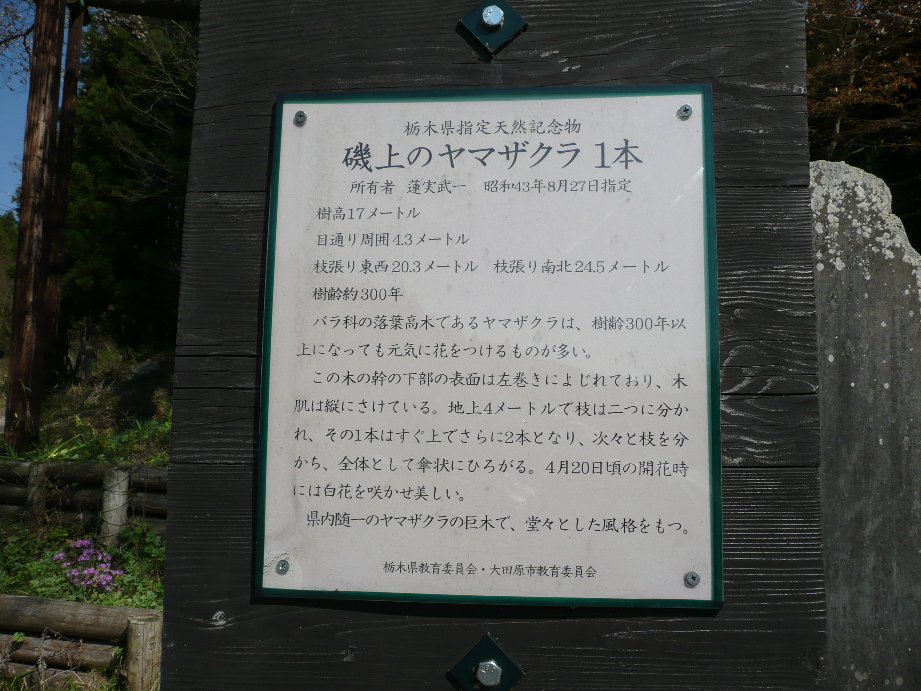 栃木県指定天然記念物
磯上のヤマザクラ 1本
所有者 蓮実武一 昭和43年8月27日指定
樹高17メートル
目通り周囲4.3メートル
枝張り東西20.3メートル 枝張り南北24.5メートル
樹齢約300年
バラ科の落葉高木であるヤマザクラは、樹齢300年以
上になっても元気に花をつけるものが多い。
この木の幹の下部の表面は左巻きによじれており、木
肌は縦にさけている。地上4メートルで枝は二つに分か
れ、その1本はすぐ上でさらに2本となり、次々と枝を分
かち、全体として傘状にひろがる。4月20日頃の開花時
には白花を咲かせ美しい。
県内随一のヤマザクラの巨木で、堂々とした風格をもつ。
栃木県教育委員会・大田原市教育委員会